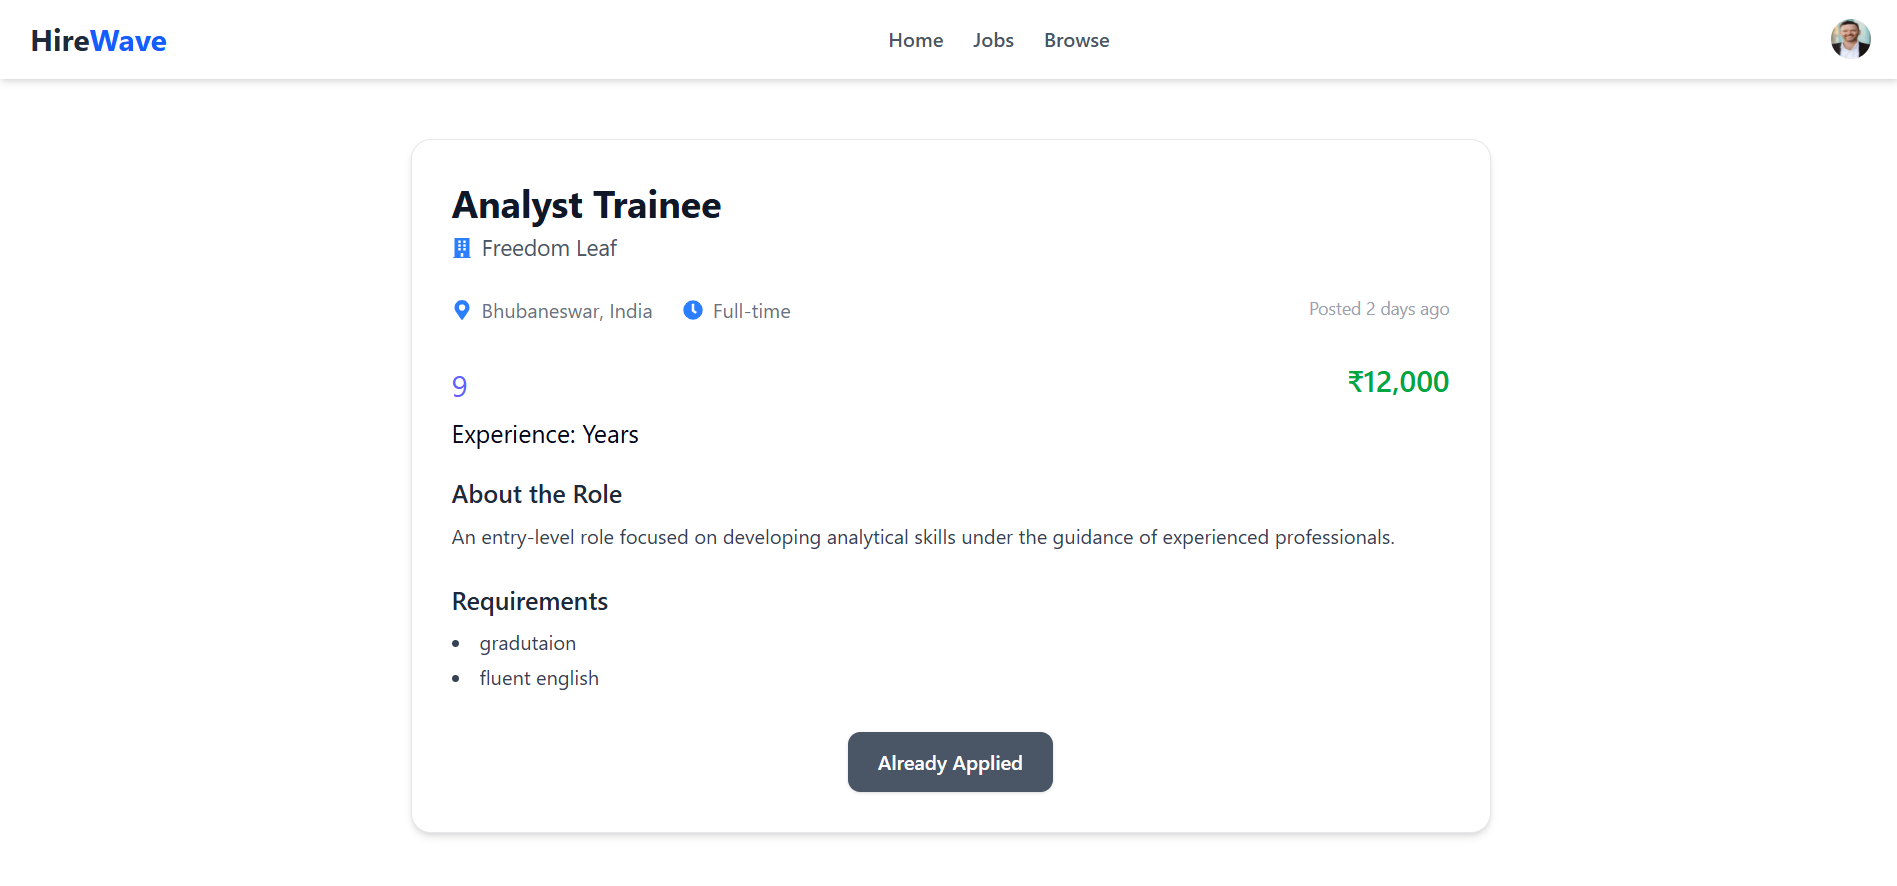 HireWave
Home Jobs Browse
Analyst Trainee
Freedom Leaf
Bhubaneswar, India Full-time Posted 2 days ago
9 ₹12,000
Experience: Years
About the Role
An entry-level role focused on developing analytical skills under the guidance of experienced professionals.
Requirements
gradutaion
fluent english
Already Applied